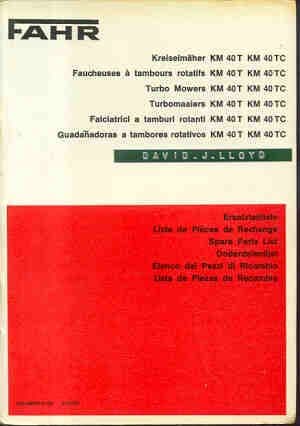 FAHR
Kreiselmäher KM 40 T KM 40 TC
Faucheuses à tambours rotatifs KM 40 T KM 40 TC
Turbo Mowers KM 40 T KM 40 TC
Turbomaaiers KM 40 T KM 40 TC
Falciatrici a tamburi rotanti KM 40 T KM 40 TC
Guadañadoras a tambores rotativos KM 40 T KM 40 TC
DAVID.J.LLOYD
Ersatzteilliste
Liste de Pièces de Rechange
Spare Parts List
Onderdelenlijst
Elenco dei Pezzi di Ricambio
Lista de Piezas de Recambio